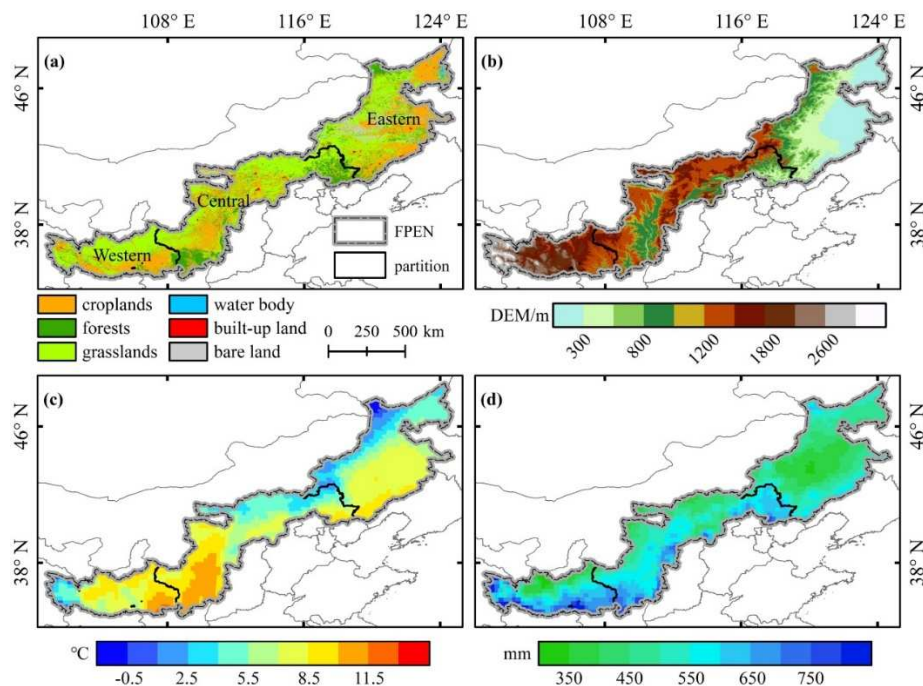 108° E 116° E 124° E 108° E 116° E 124° E
(a) (b)
46° N 46° N
Eastern
Central
38° N 38° N
FPEN
Western partition
croplands water body
forests built-up land
grasslands bare land
0 250 500 km
DEM/m
300 800 1200 1800 2600
(c) (d)
46° N 46° N
38° N 38° N
°C mm
-0.5 2.5 5.5 8.5 11.5 350 450 550 650 750